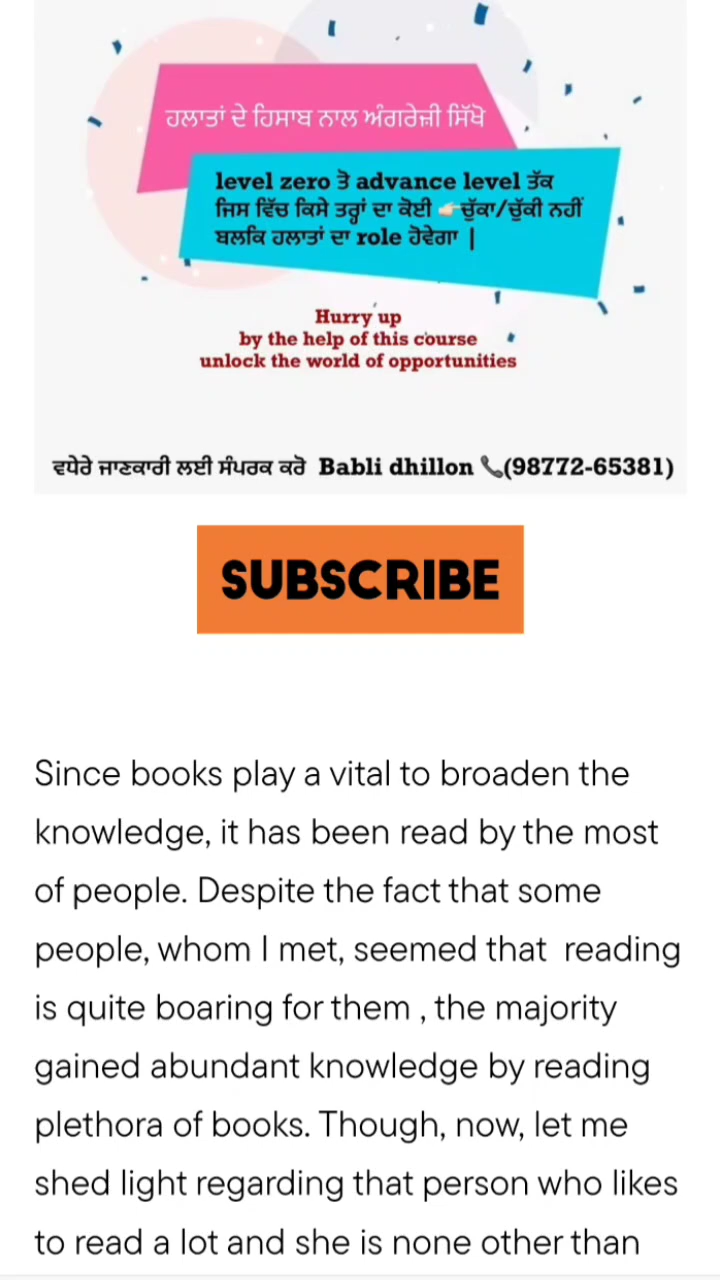 ਹਲਾਤਾਂ ਦੇ ਹਿਸਾਬ ਨਾਲ ਅੰਗਰੇਜ਼ੀ ਸਿੱਖੋ
level zero ਤੋ advance level ਤੱਕ
ਜਿਸ ਵਿੱਚ ਕਿਸੇ ਤਰ੍ਹਾਂ ਦਾ ਕੋਈ 👉🏻ਚੁੱਕਾ/ਚੁੱਕੀ ਨਹੀਂ
ਬਲਕਿ ਹਲਾਤਾਂ ਦਾ role ਹੋਵੇਗਾ |
Hurry up
by the help of this course
unlock the world of opportunities
ਵਧੇਰੇ ਜਾਣਕਾਰੀ ਲਈ ਸੰਪਰਕ ਕਰੋ Babli dhillon 📞(98772-65381)
SUBSCRIBE
Since books play a vital to broaden the
knowledge, it has been read by the most
of people. Despite the fact that some
people, whom I met, seemed that  reading
is quite boaring for them , the majority
gained abundant knowledge by reading
plethora of books. Though, now, let me
shed light regarding that person who likes
to read a lot and she is none other than